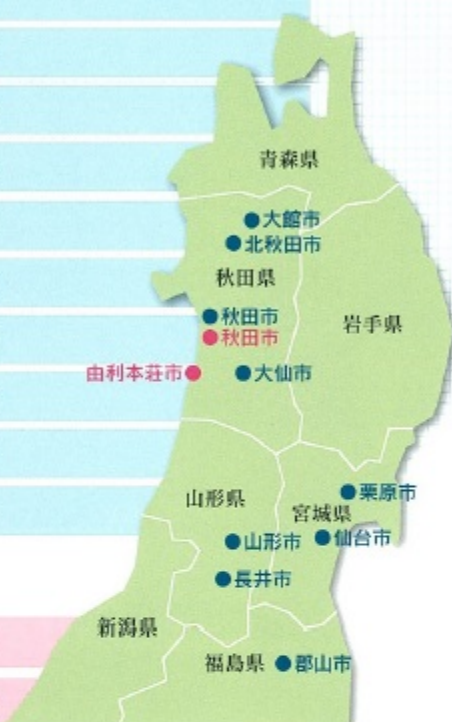 青森県
大館市
北秋田市
秋田県
秋田市
岩手県
秋田市
由利本荘市
大仙市
栗原市
山形県
宮城県
仙台市
山形市
長井市
新潟県
福島県
郡山市